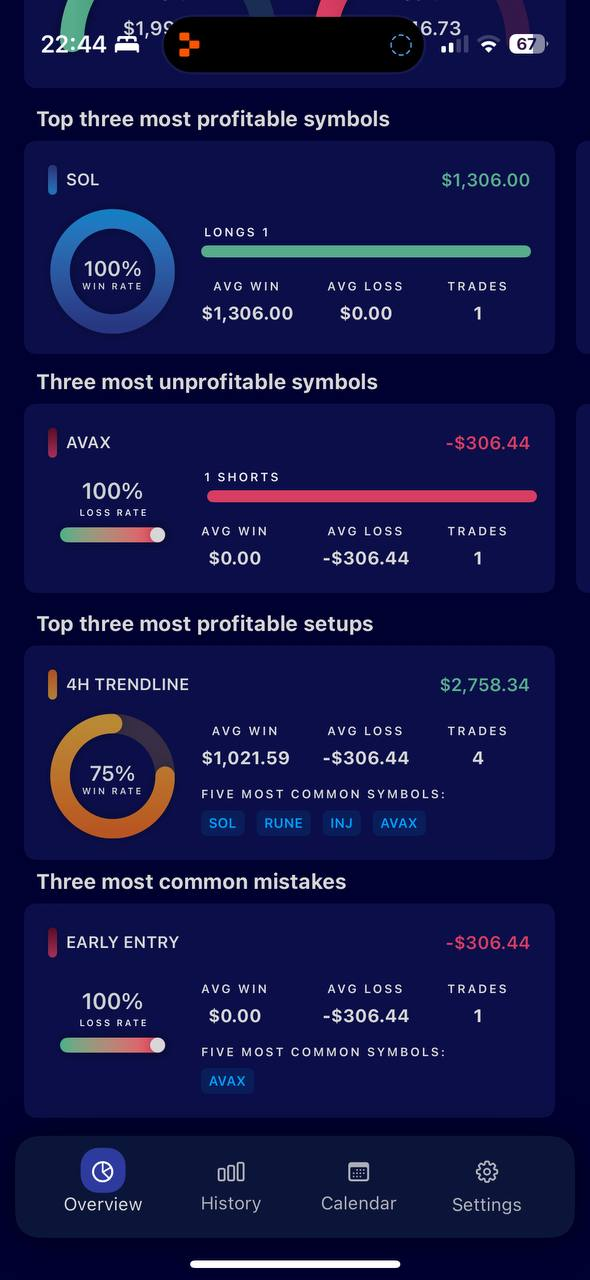 $1,99
16.73
22:44
67
Top three most profitable symbols
SOL $1,306.00
LONGS 1
100%
WIN RATE
AVG WIN AVG LOSS TRADES
$1,306.00 $0.00 1
Three most unprofitable symbols
AVAX -$306.44
1 SHORTS
100%
LOSS RATE
AVG WIN AVG LOSS TRADES
$0.00 -$306.44 1
Top three most profitable setups
4H TRENDLINE $2,758.34
75%
WIN RATE
AVG WIN AVG LOSS TRADES
$1,021.59 -$306.44 4
FIVE MOST COMMON SYMBOLS:
SOL RUNE INJ AVAX
Three most common mistakes
EARLY ENTRY -$306.44
100%
LOSS RATE
AVG WIN AVG LOSS TRADES
$0.00 -$306.44 1
FIVE MOST COMMON SYMBOLS:
AVAX
Overview History Calendar Settings